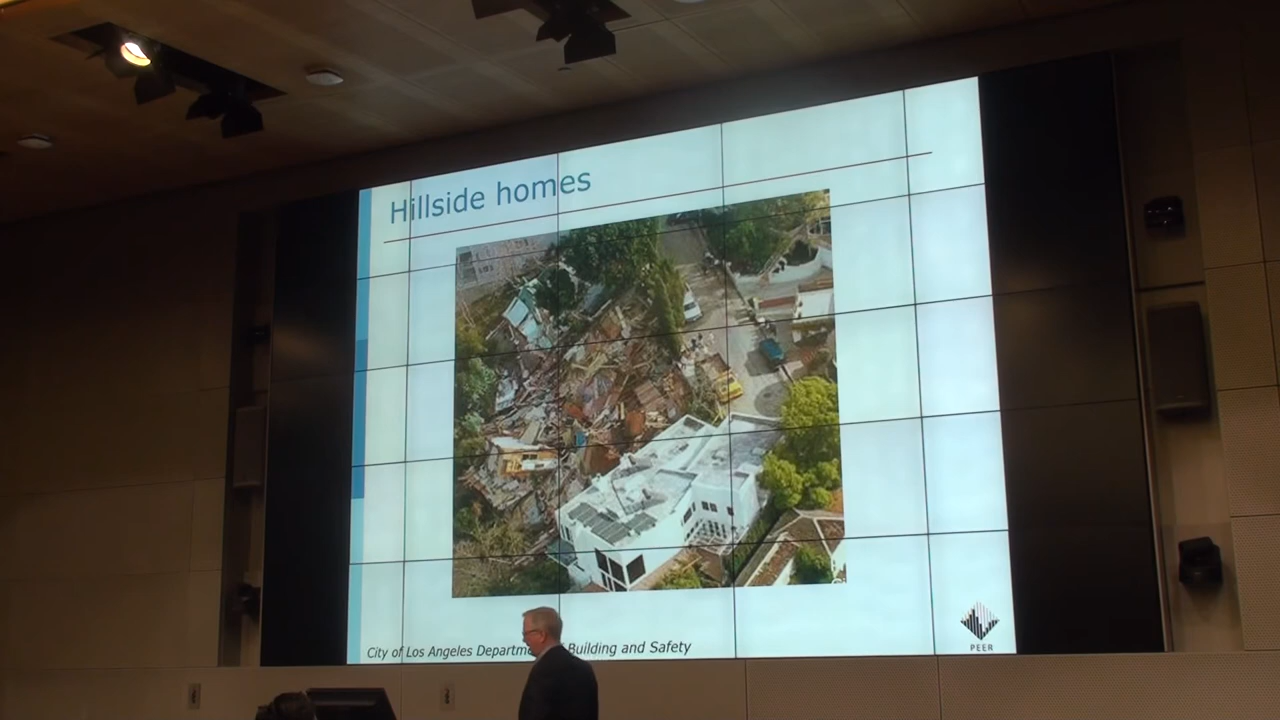 Hillside homes
City of Los Angeles Departme f Building and Safety
PEER